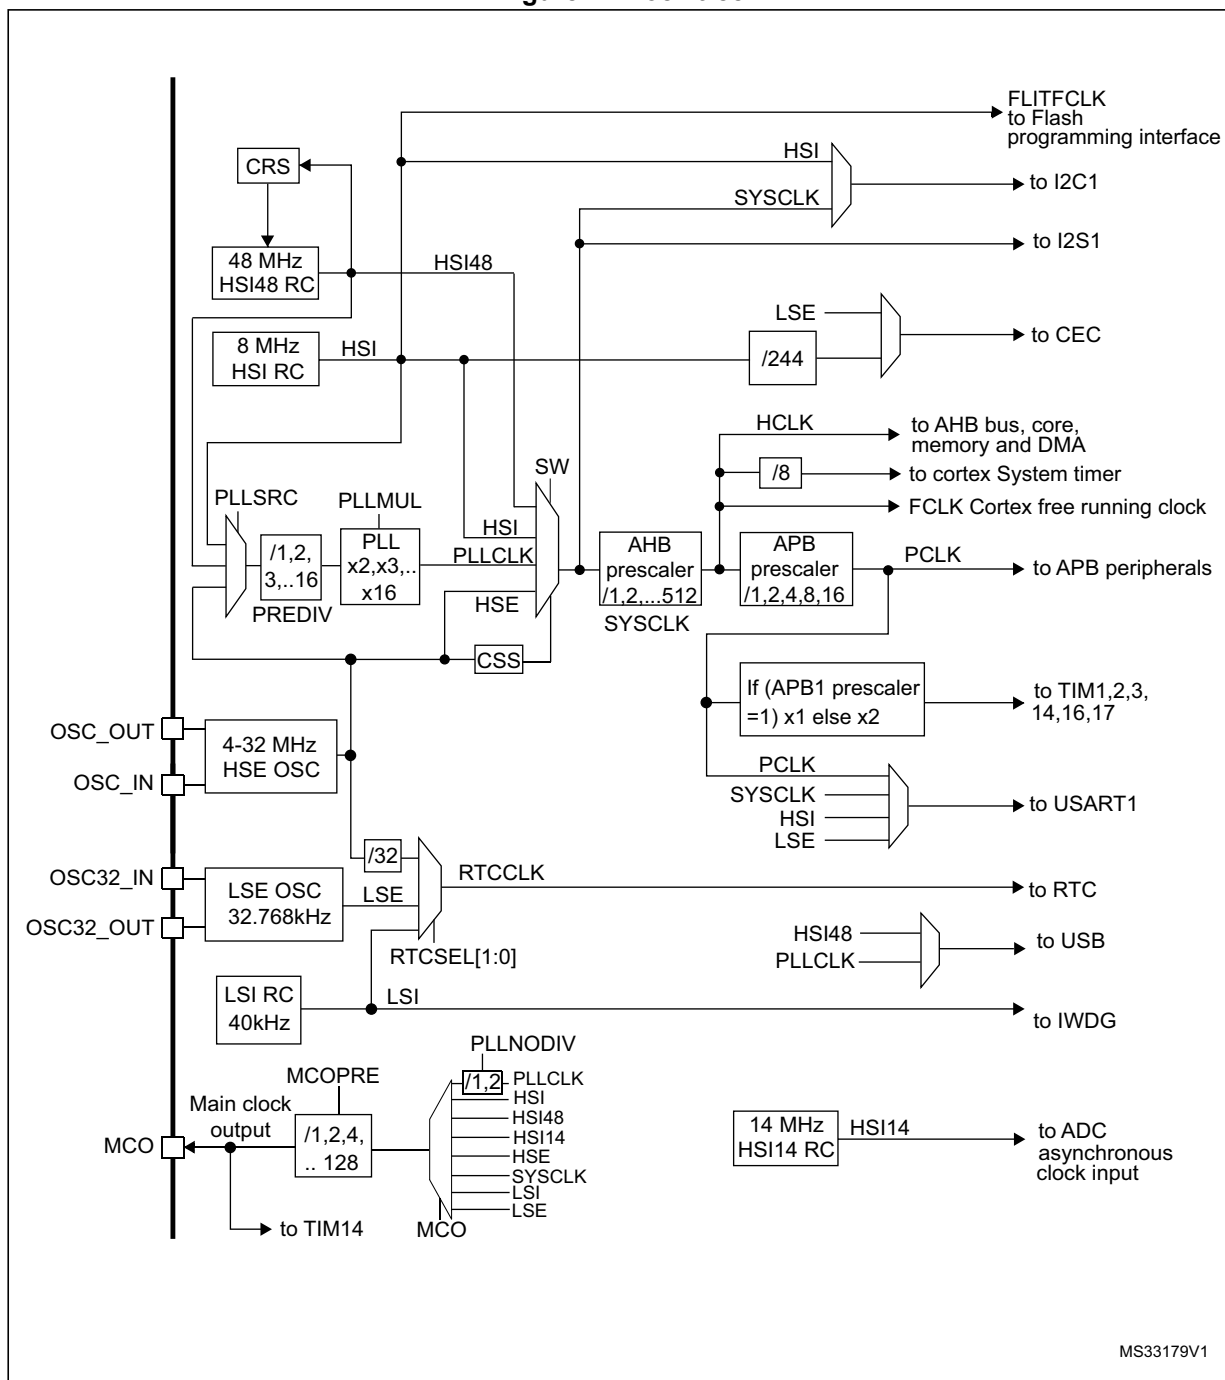 FLITFCLK
to Flash
programming interface
HSI
CRS
to I2C1
SYSCLK
to I2S1
48 MHz
HSI48 RC
HSI48
LSE
to CEC
8 MHz
HSI RC
HSI
/244
HCLK
to AHB bus, core,
memory and DMA
SW
/8
to cortex System timer
PLLSRC
PLLMUL
FCLK Cortex free running clock
HSI
/1,2,
3,..16
PREDIV
PLL
x2,x3,..
x16
PLLCLK
HSE
AHB
prescaler
/1,2,...512
SYSCLK
APB
prescaler
/1,2,4,8,16
PCLK
to APB peripherals
CSS
If (APB1 prescaler
=1) x1 else x2
to TIM1,2,3,
14,16,17
OSC_OUT
OSC_IN
4-32 MHz
HSE OSC
PCLK
SYSCLK
HSI
LSE
to USART1
/32
OSC32_IN
OSC32_OUT
LSE OSC
32.768kHz
LSE
RTCCLK
to RTC
RTCSEL[1:0]
HSI48
PLLCLK
to USB
LSI RC
40kHz
LSI
to IWDG
PLLNODIV
MCOPRE
/1,2
PLLCLK
HSI
HSI48
HSI14
HSE
SYSCLK
LSI
LSE
Main clock
output
MCO
/1,2,4,
.. 128
MCO
to TIM14
14 MHz
HSI14 RC
HSI14
to ADC
asynchronous
clock input
MS33179V1